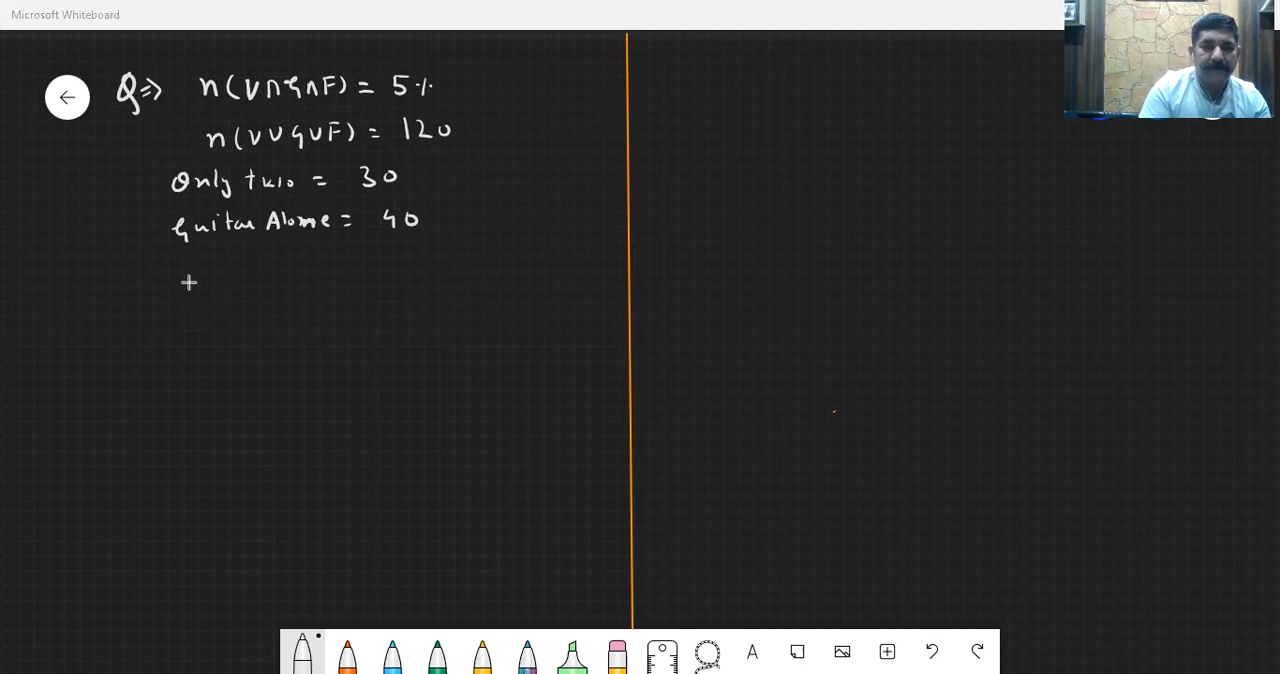 Microsoft Whiteboard
Q⇒ n(V∩G∩F) = 5%
n(V∪G∪F) = 120
Only two = 30
Guitar Alone = 40